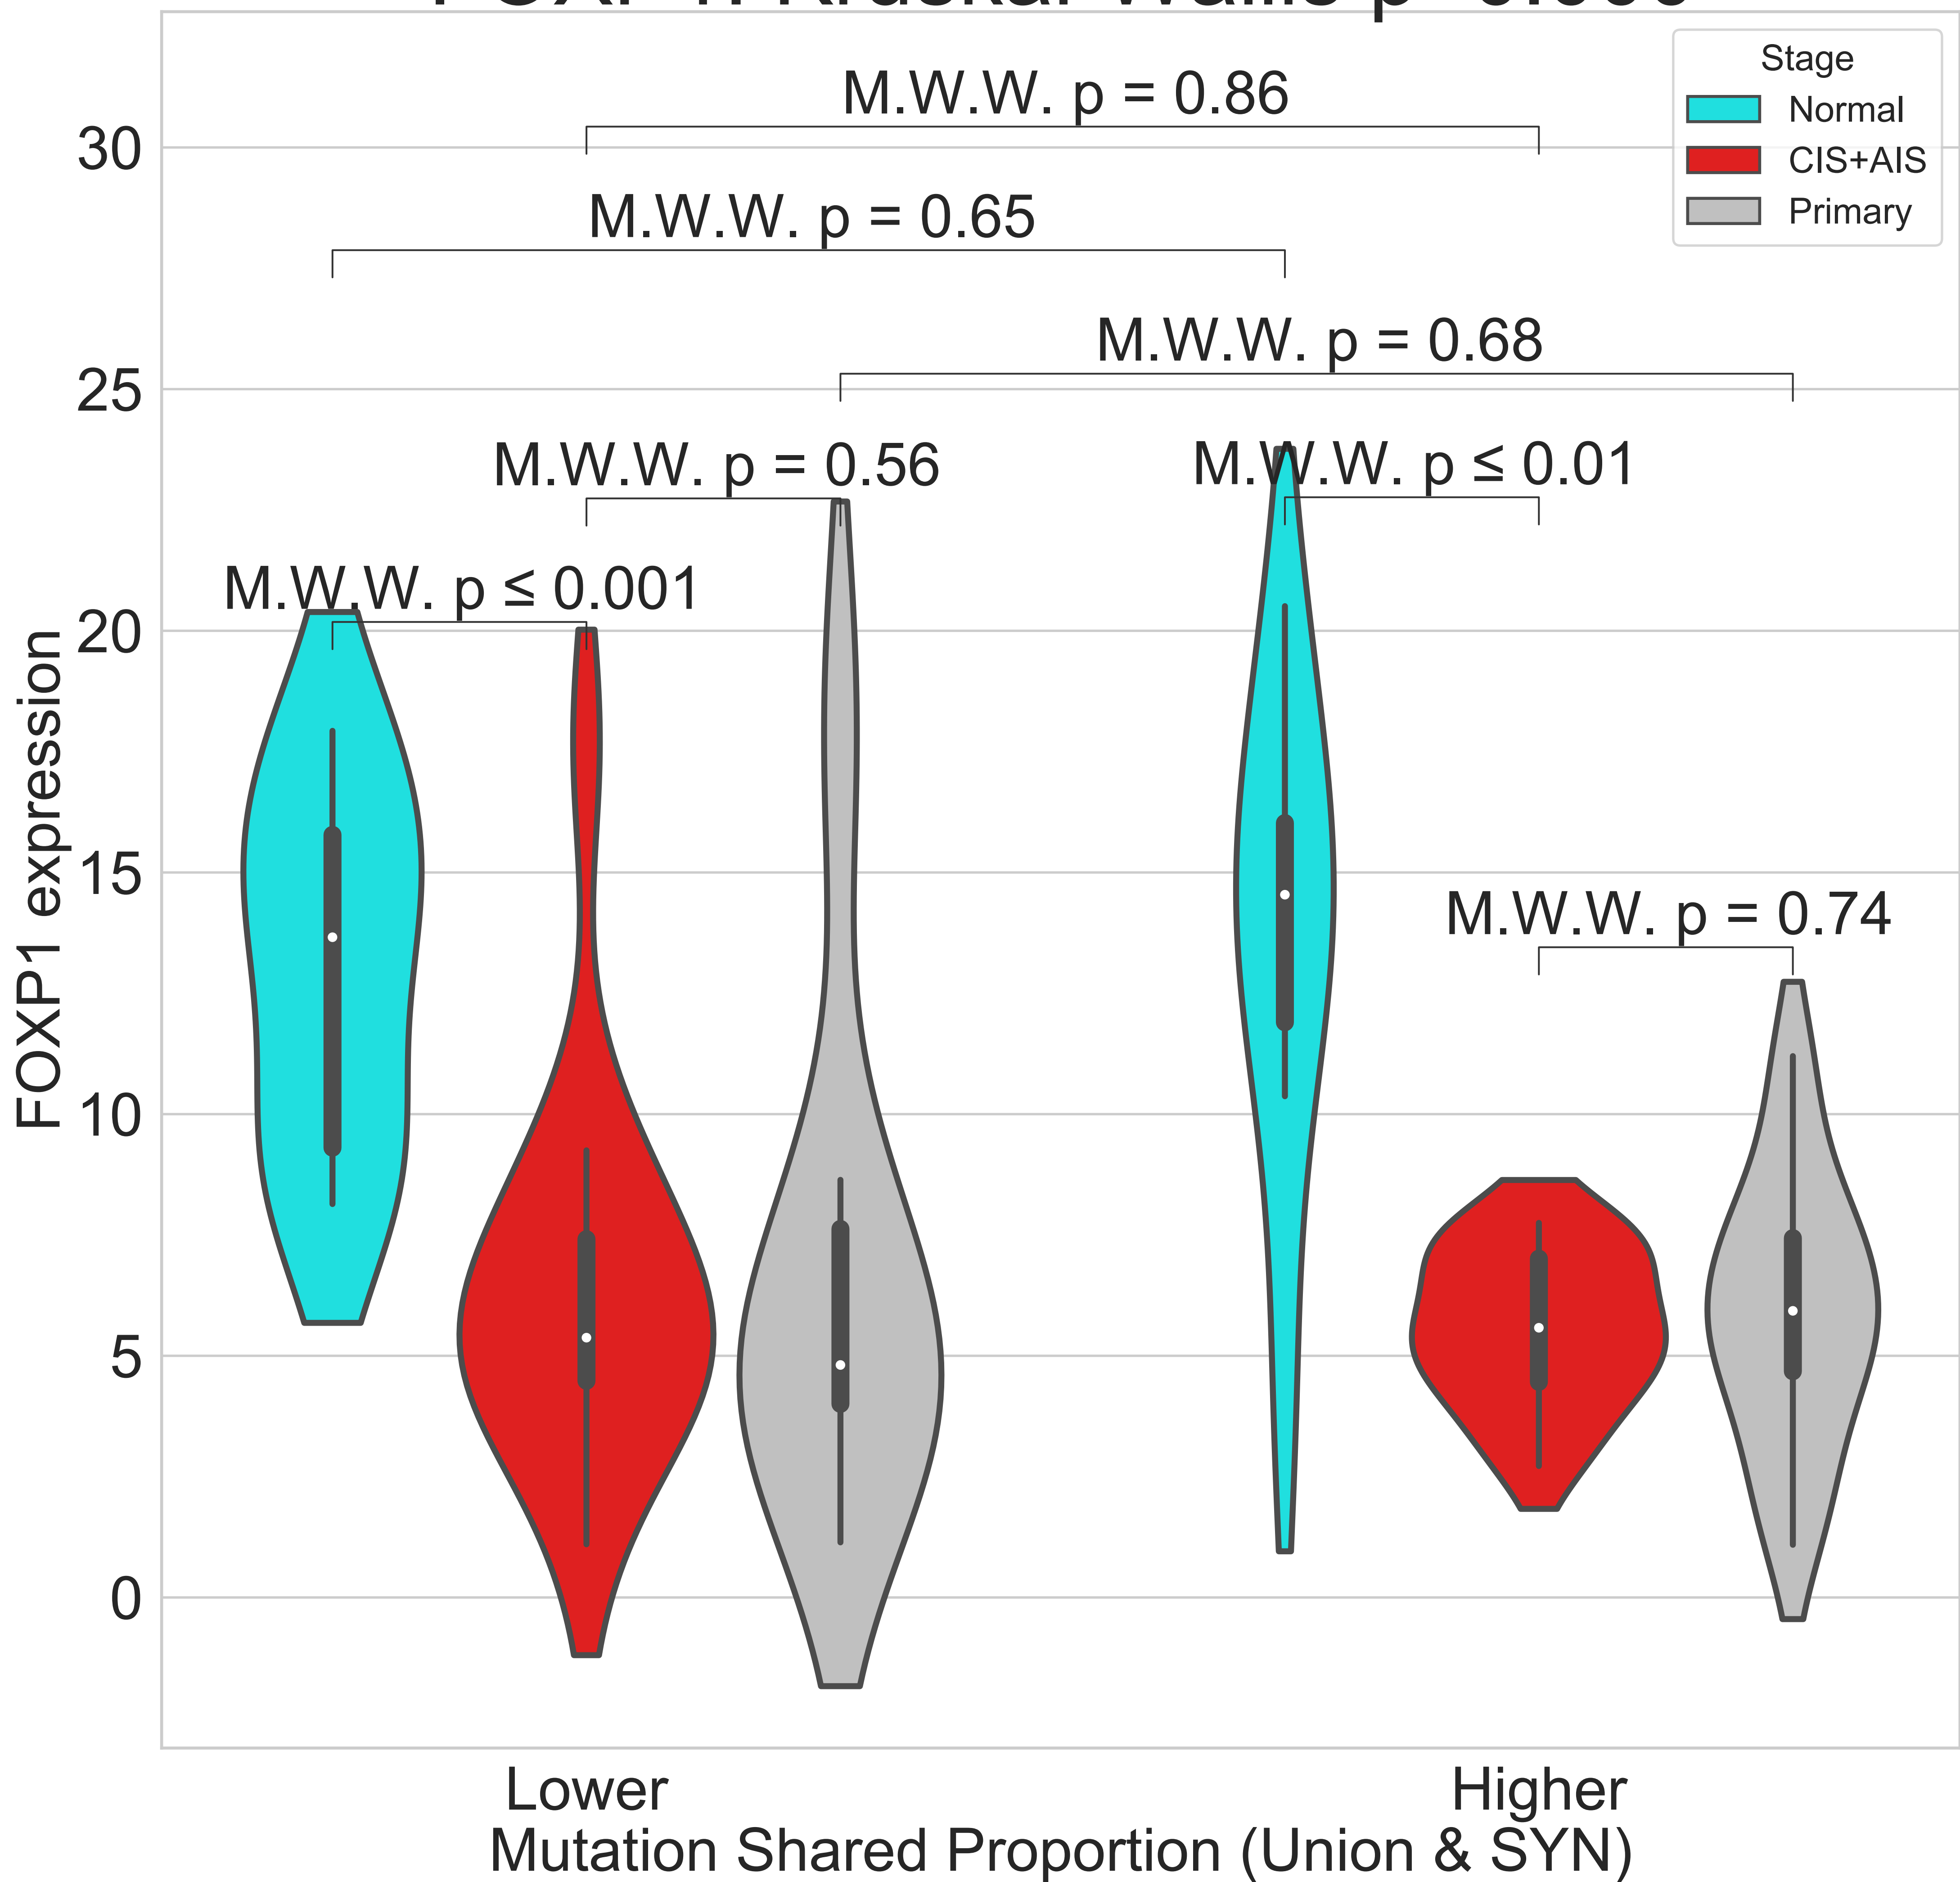 Stage
Normal
CIS+AIS
Primary
M.W.W. p = 0.86
M.W.W. p = 0.65
M.W.W. p = 0.68
M.W.W. p = 0.56
M.W.W. p ≤ 0.01
M.W.W. p ≤ 0.001
M.W.W. p = 0.74
FOXP1 expression
30
25
20
15
10
5
0
Lower
Higher
Mutation Shared Proportion (Union & SYN)